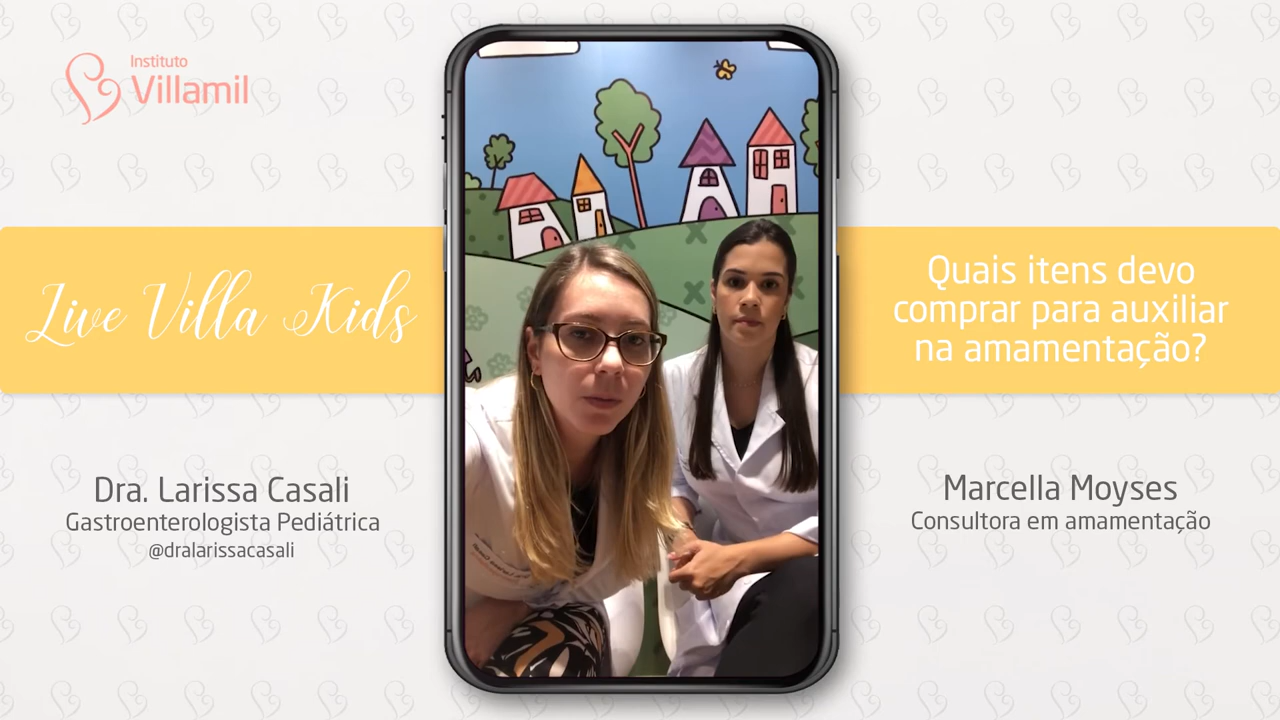 Instituto
Villamil
Live Villa Kids
Quais itens devo
comprar para auxiliar
na amamentação?
Dra. Larissa Casali
Gastroenterologista Pediátrica
@dralarissacasali
Marcella Moyses
Consultora em amamentação